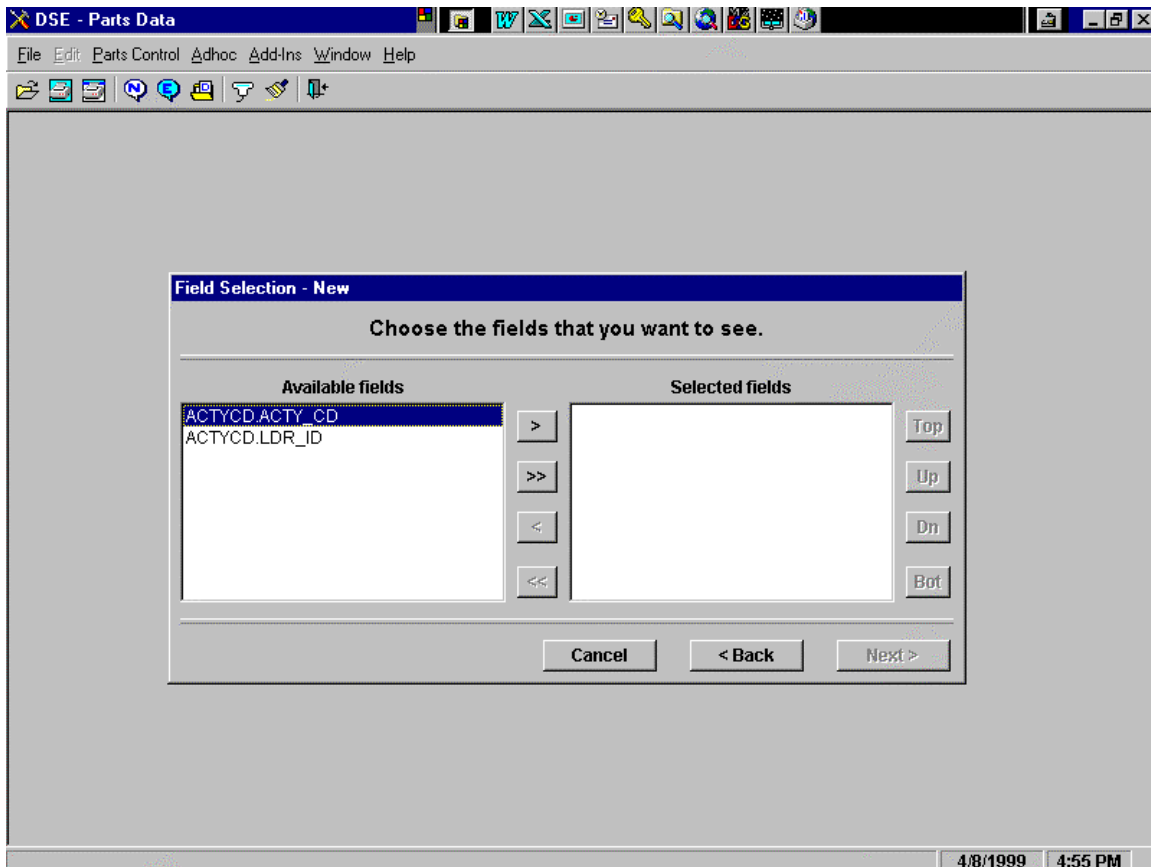 DSE - Parts Data
File Edit Parts Control Adhoc Add-Ins Window Help
Field Selection - New
Choose the fields that you want to see.
Available fields Selected fields
ACTYCD.ACTY_CD
ACTYCD.LDR_ID
> Top
>> Up
< Dn
<< Bot
Cancel < Back Next >
4/8/1999 4:55 PM